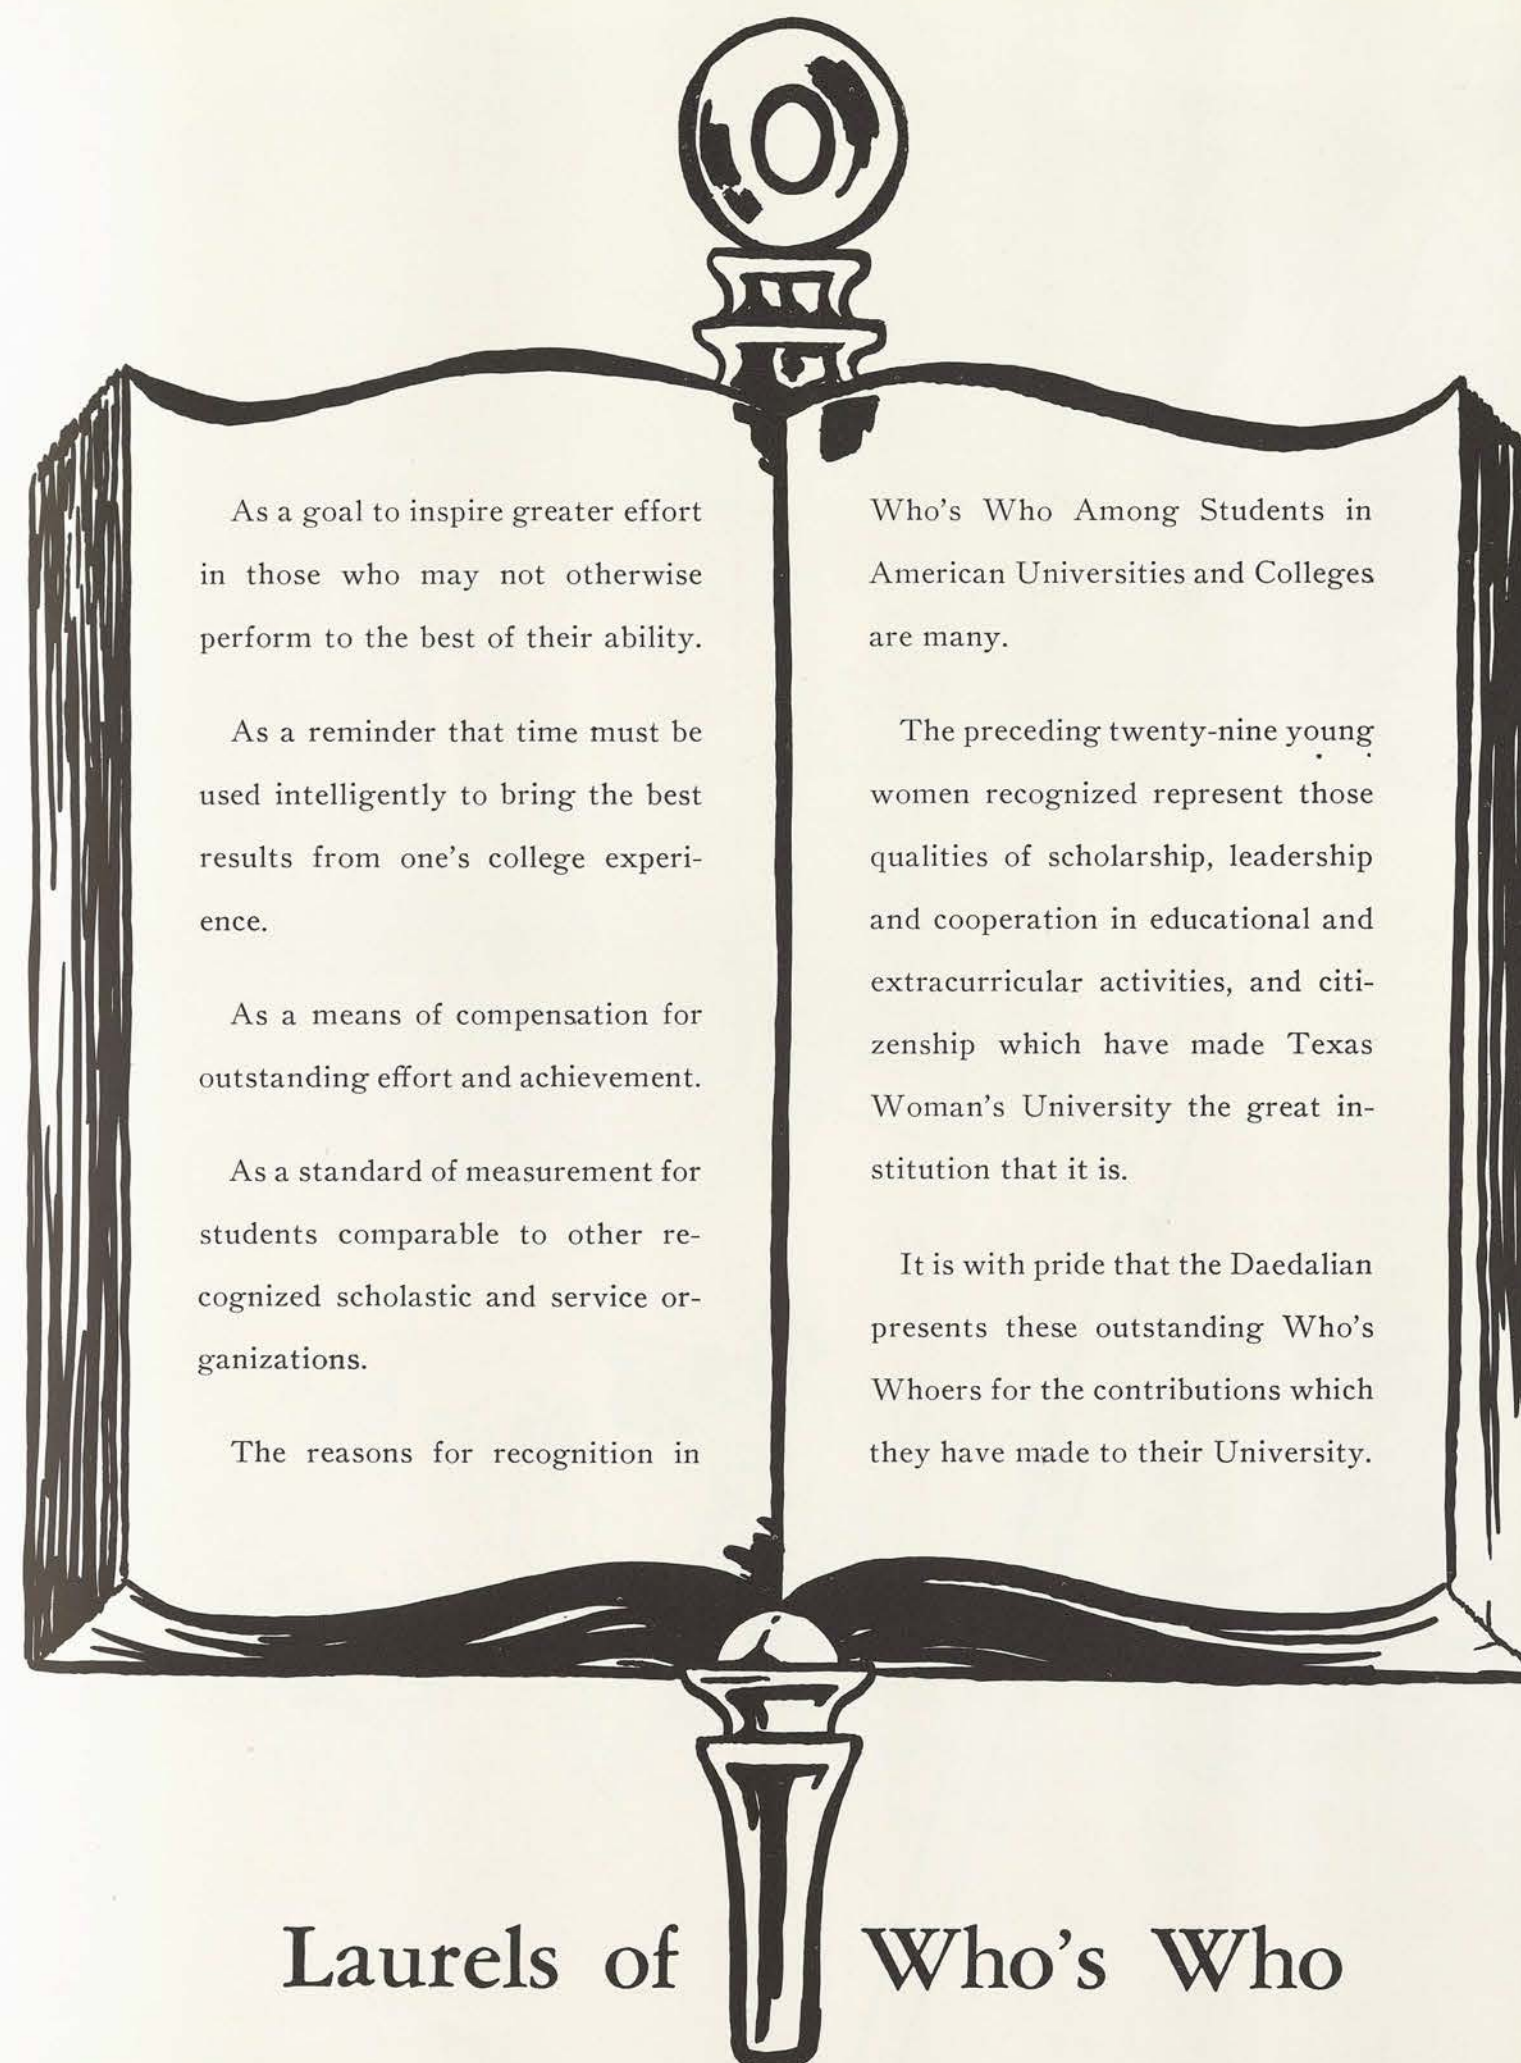 As a goal to inspire greater effort
in those who may not otherwise
perform to the best of their ability.
As a reminder that time must be
used intelligently to bring the best
results from one's college experi-
ence.
As a means of compensation for
outstanding effort and achievement.
As a standard of measurement for
students comparable to other re-
cognized scholastic and service or-
ganizations.
The reasons for recognition in
Who's Who Among Students in
American Universities and Colleges
are many.
The preceding twenty-nine young
women recognized represent those
qualities of scholarship, leadership
and cooperation in educational and
extracurricular activities, and citi-
zenship which have made Texas
Woman's University the great in-
stitution that it is.
It is with pride that the Daedalian
presents these outstanding Who's
Whoers for the contributions which
they have made to their University.
Laurels of Who's Who